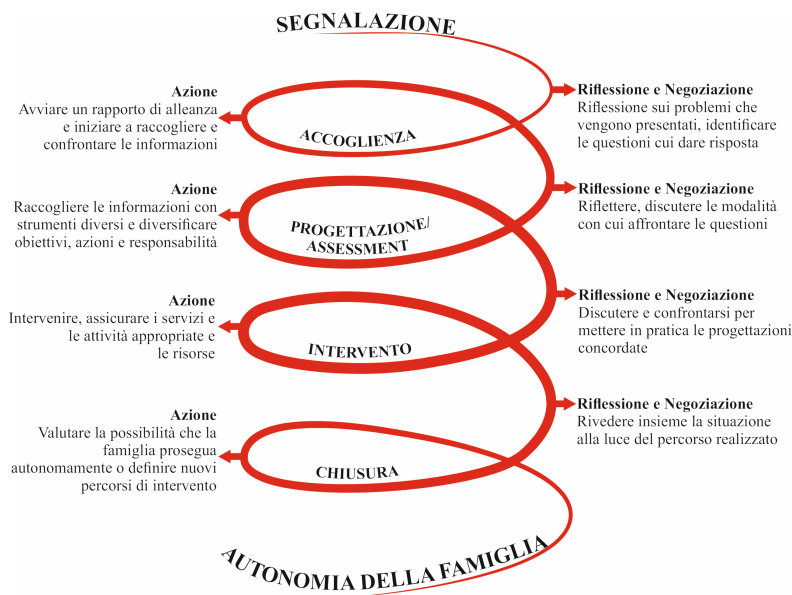 SEGNALAZIONE
Azione
Avviare un rapporto di alleanza
e iniziare a raccogliere e
confrontare le informazioni
ACCOGLIENZA
Riflessione e Negoziazione
Riflessione sui problemi che
vengono presentati, identificare
le questioni cui dare risposta
Azione
Raccogliere le informazioni con
strumenti diversi e diversificare
obiettivi, azioni e responsabilità
PROGETTAZIONE/
ASSESSMENT
Riflessione e Negoziazione
Riflettere, discutere le modalità
con cui affrontare le questioni
Azione
Intervenire, assicurare i servizi e
le attività appropriate e
le risorse
INTERVENTO
Riflessione e Negoziazione
Discutere e confrontarsi per
mettere in pratica le progettazioni
concordate
Azione
Valutare la possibilità che la
famiglia prosegua
autonomamente o definire nuovi
percorsi di intervento
CHIUSURA
Riflessione e Negoziazione
Rivedere insieme la situazione
alla luce del percorso realizzato
AUTONOMIA DELLA FAMIGLIA